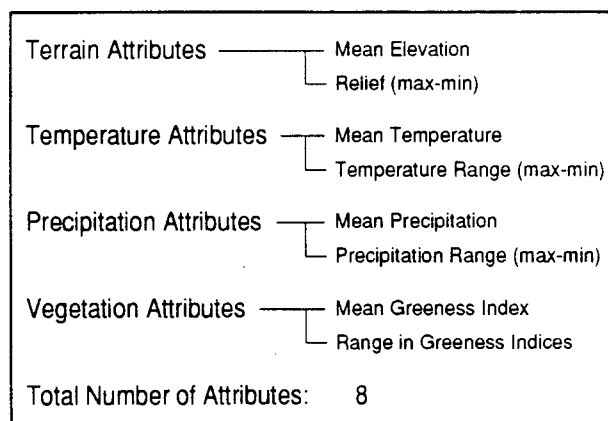 Terrain Attributes Mean Elevation
Relief (max-min)
Temperature Attributes Mean Temperature
Temperature Range (max-min)
Precipitation Attributes Mean Precipitation
Precipitation Range (max-min)
Vegetation Attributes Mean Greeness Index
Range in Greeness Indices
Total Number of Attributes: 8